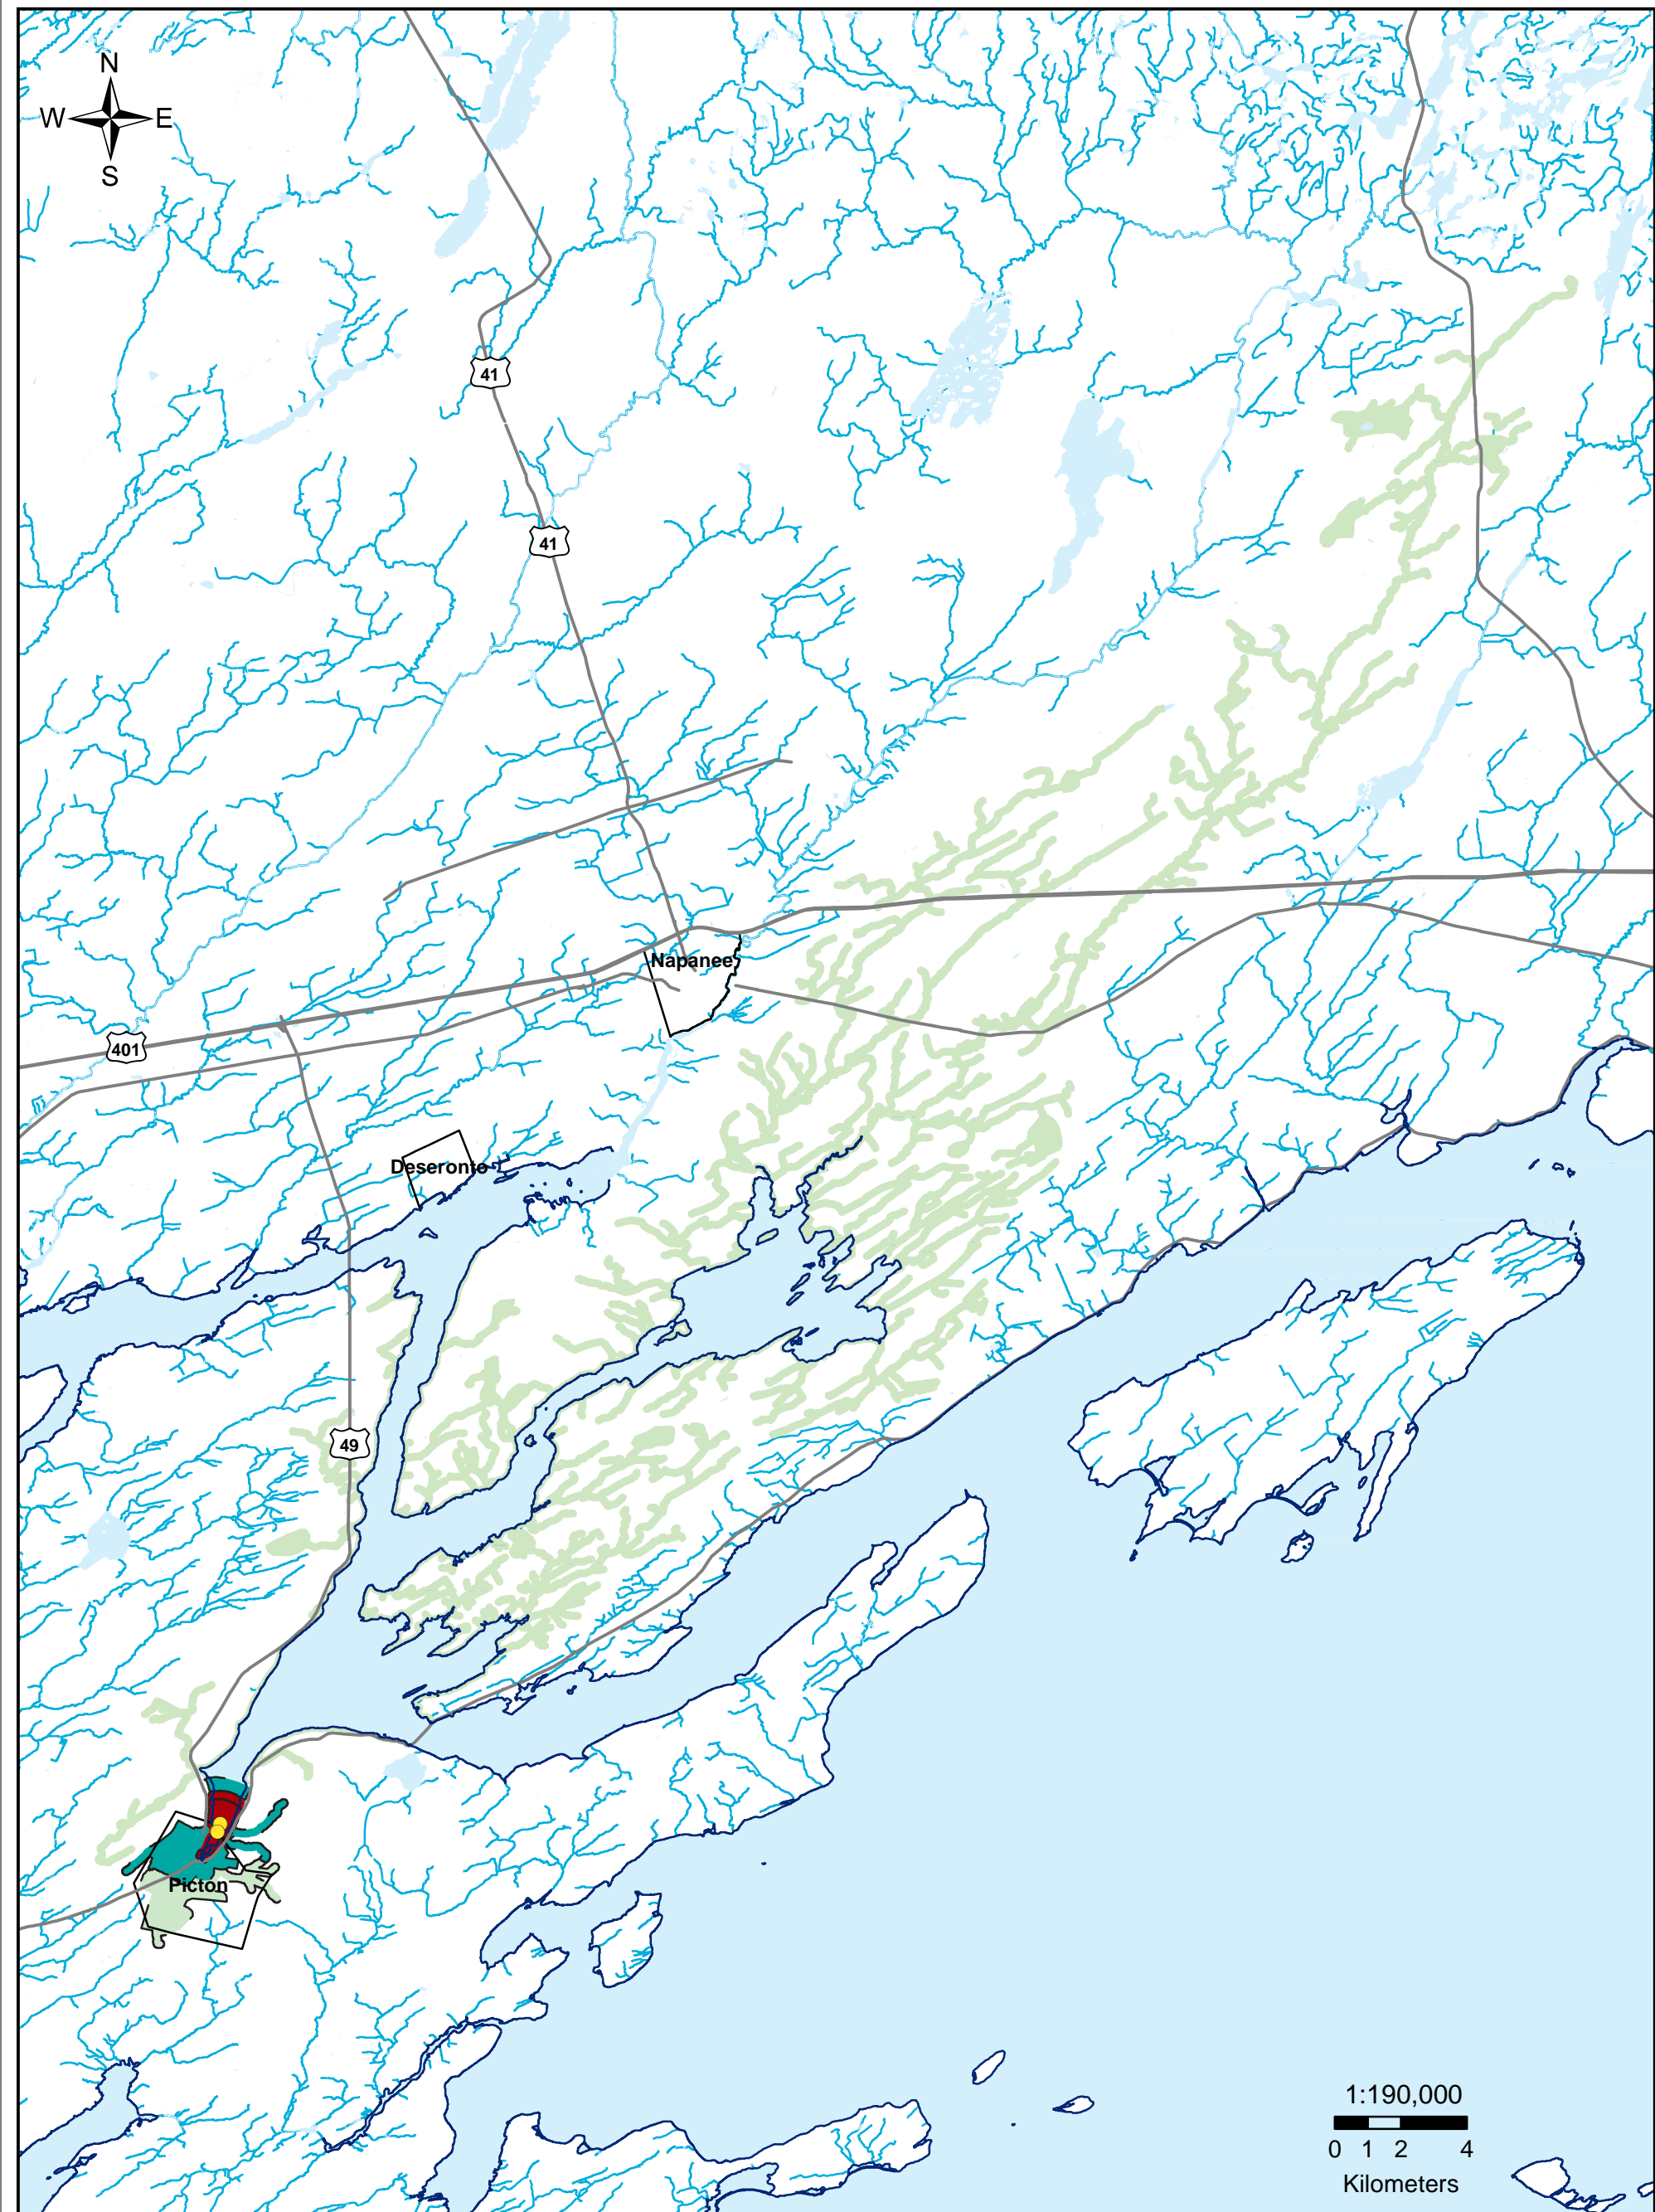 N
W E
S
41
41
Napanee
401
Deseronto
49
Picton
1:190,000
0 1 2 4
Kilometers